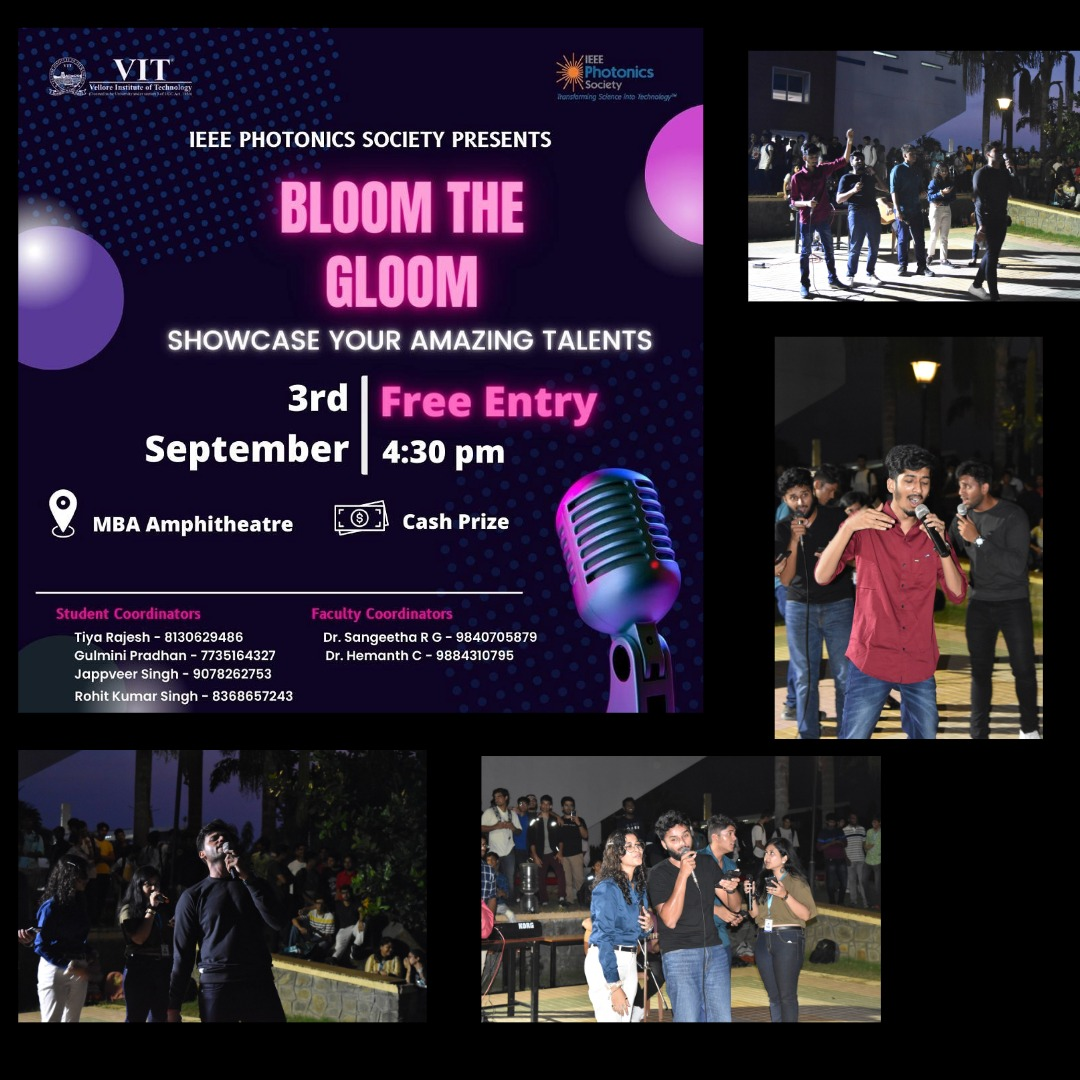 VIT
Vellore Institute of Technology
IEEE
Photonics
Society
Transforming Science Into Technology™
IEEE PHOTONICS SOCIETY PRESENTS
BLOOM THE
GLOOM
SHOWCASE YOUR AMAZING TALENTS
3rd
September
Free Entry
4:30 pm
MBA Amphitheatre
Cash Prize
Student Coordinators
Tiya Rajesh - 8130629486
Gulmini Pradhan - 7735164327
Jappveer Singh - 9078262753
Rohit Kumar Singh - 8368657243
Faculty Coordinators
Dr. Sangeetha R G - 9840705879
Dr. Hemanth C - 9884310795
KORG